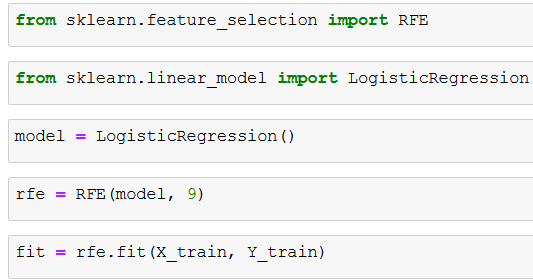 from sklearn.feature_selection import RFE
from sklearn.linear_model import LogisticRegression
model = LogisticRegression()
rfe = RFE(model, 9)
fit = rfe.fit(X_train, Y_train)